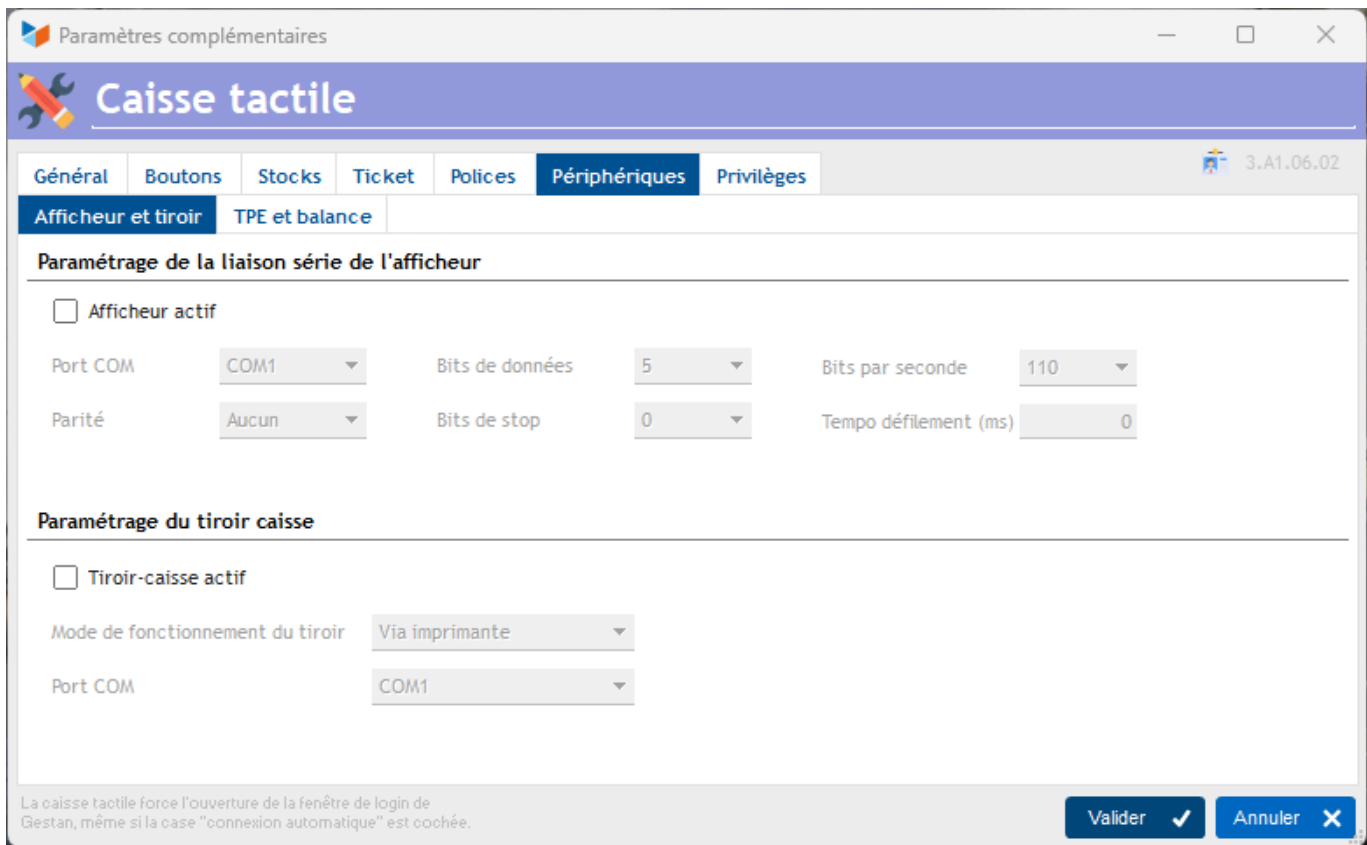 Paramètres complémentaires
Caisse tactile
Général Boutons Stocks Ticket Polices Périphériques Privilèges 3.A1.06.02
Afficheur et tiroir TPE et balance
Paramétrage de la liaison série de l'afficheur
Afficheur actif
Port COM COM1 Bits de données 5 Bits par seconde 110
Parité Aucun Bits de stop 0 Tempo défilement (ms) 0
Paramétrage du tiroir caisse
Tiroir-caisse actif
Mode de fonctionnement du tiroir Via imprimante
Port COM COM1
La caisse tactile force l'ouverture de la fenêtre de login de
Gestan, même si la case "connexion automatique" est cochée.
Valider Annuler